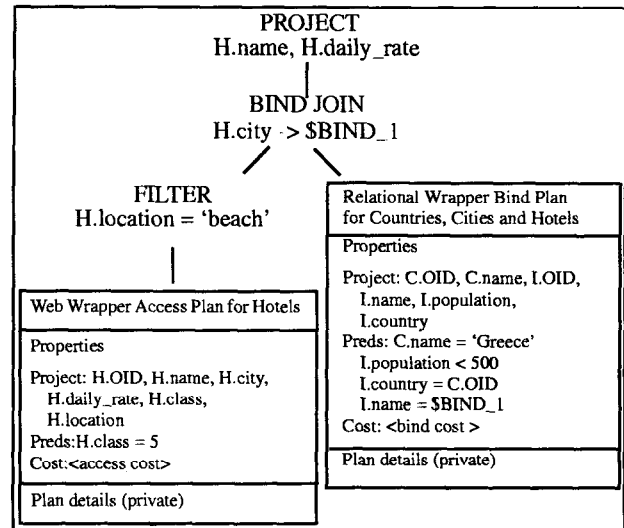 PROJECT
H.name, H.daily_rate
BIND JOIN
H.city -> $BIND_1
FILTER
H.location = ‘beach’
Web Wrapper Access Plan for Hotels
Properties
Project: H.OID, H.name, H.city,
H.daily_rate, H.class,
H.location
Preds:H.class = 5
Cost:<access cost>
Plan details (private)
Relational Wrapper Bind Plan
for Countries, Cities and Hotels
Properties
Project: C.OID, C.name, I.OID,
I.name, I.population,
I.country
Preds: C.name = ‘Greece’
I.population < 500
I.country = C.OID
I.name = $BIND_1
Cost: <bind cost >
Plan details (private)